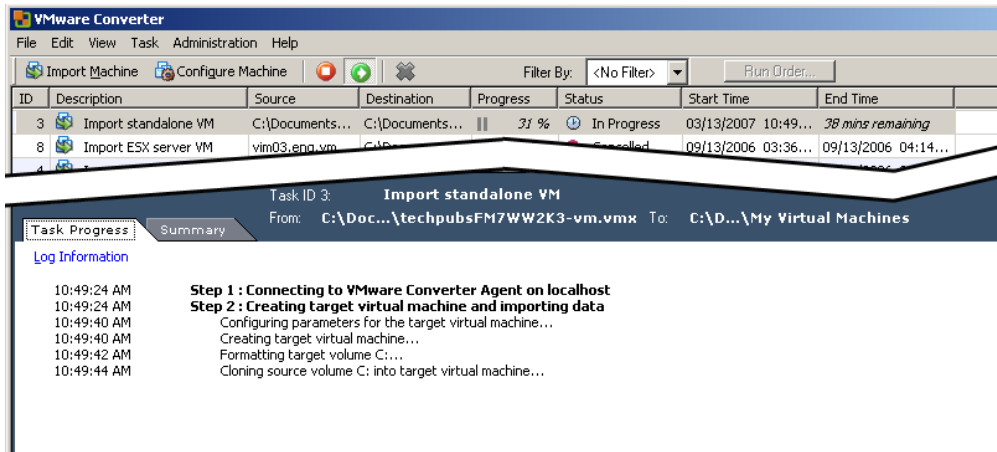 VMware Converter
File Edit View Task Administration Help
Import Machine Configure Machine Filter By: <No Filter> Run Order...
ID Description Source Destination Progress Status Start Time End Time
3 Import standalone VM C:\Documents... C:\Documents... 31 % In Progress 03/13/2007 10:49... 38 mins remaining
8 Import ESX server VM vim03.eng.vm Cancelled 09/13/2006 03:36... 09/13/2006 04:14...
Task ID 3: Import standalone VM
From: C:\Doc...\techpubsFM7WW2K3-vm.vmx To: C:\D...\My Virtual Machines
Task Progress Summary
Log Information
10:49:24 AM Step 1 : Connecting to VMware Converter Agent on localhost
10:49:24 AM Step 2 : Creating target virtual machine and importing data
10:49:40 AM Configuring parameters for the target virtual machine...
10:49:40 AM Creating target virtual machine...
10:49:42 AM Formatting target volume C:...
10:49:44 AM Cloning source volume C: into target virtual machine...